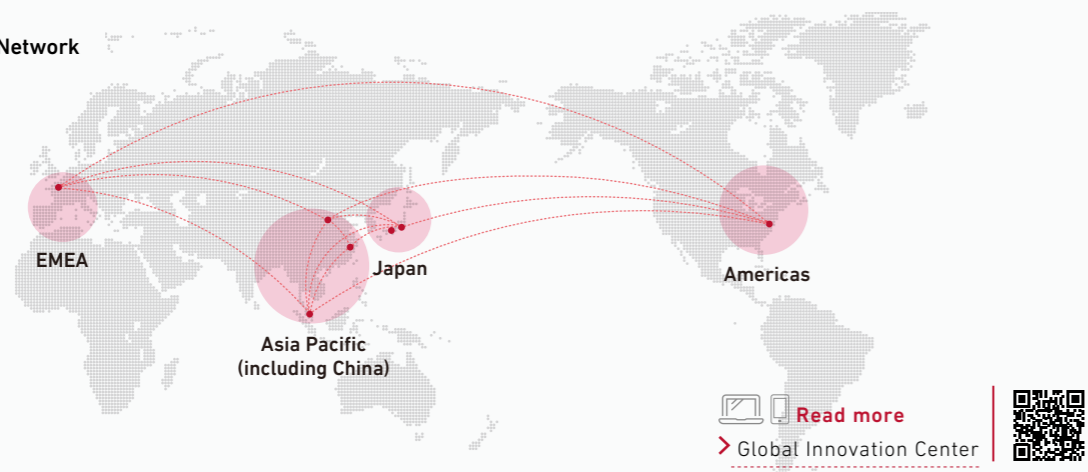 Network
EMEA
Japan
Americas
Asia Pacific
(including China)
Read more
Global Innovation Center